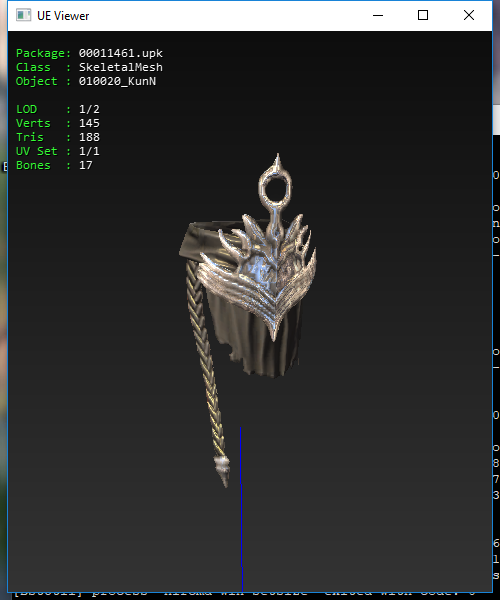 UE Viewer
Package: 00011461.upk
Class : SkeletalMesh
Object : 010020_KunN
LOD : 1/2
Verts : 145
Tris : 188
UV Set : 1/1
Bones : 17